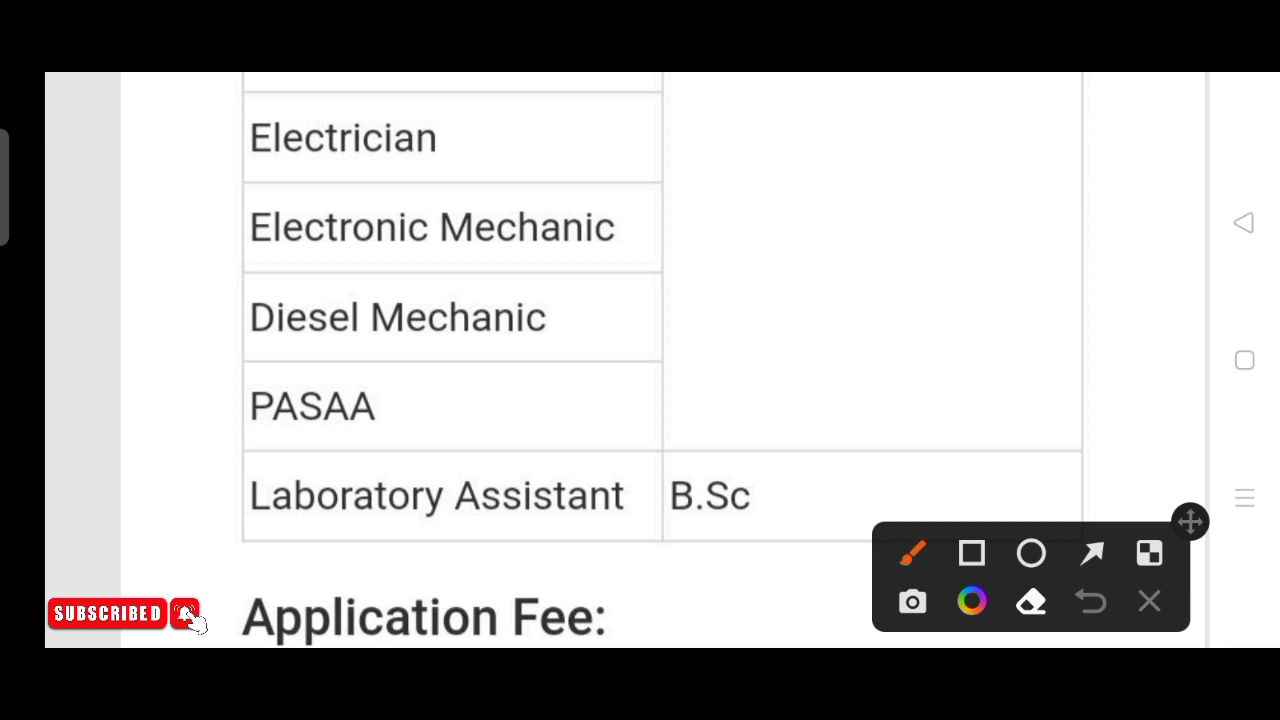 Electrician
Electronic Mechanic
Diesel Mechanic
PASAA
Laboratory Assistant B.Sc
SUBSCRIBED
Application Fee: